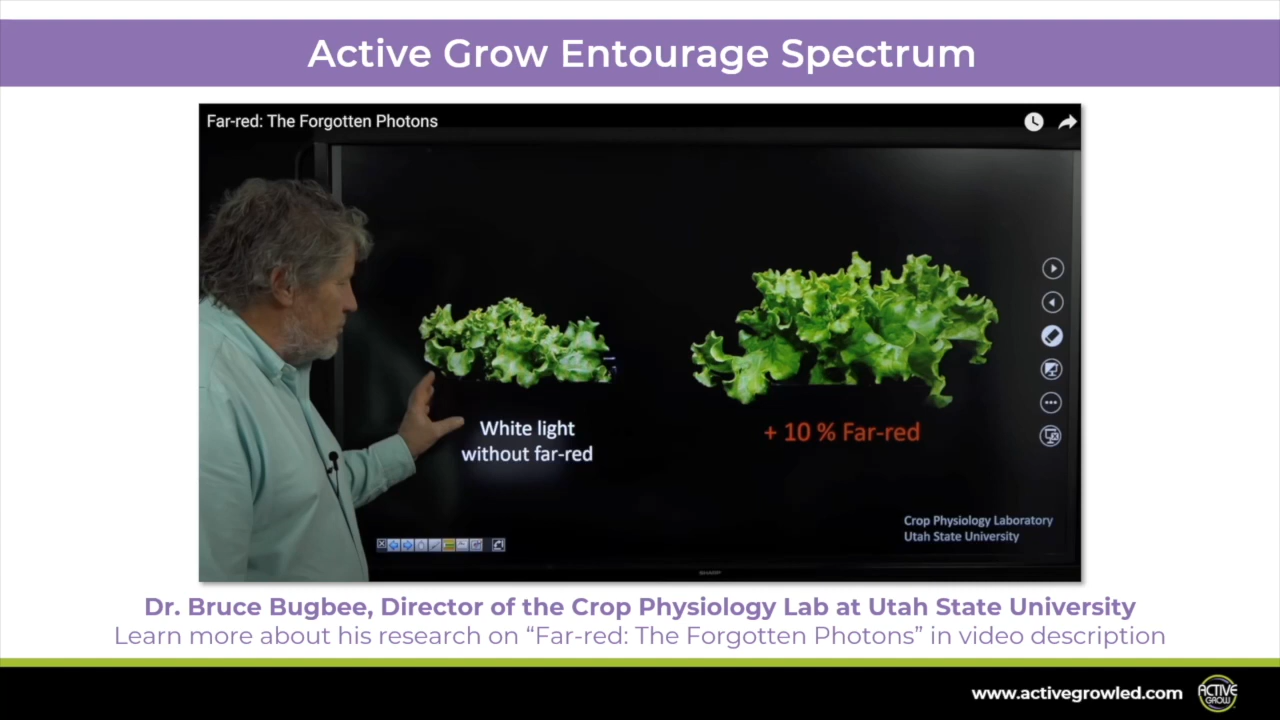 Active Grow Entourage Spectrum
Far-red: The Forgotten Photons
White light
without far-red
+ 10 % Far-red
Crop Physiology Laboratory
Utah State University
SHARP
Dr. Bruce Bugbee, Director of the Crop Physiology Lab at Utah State University
Learn more about his research on “Far-red: The Forgotten Photons” in video description
www.activegrowled.com
ACTIVE
GROW